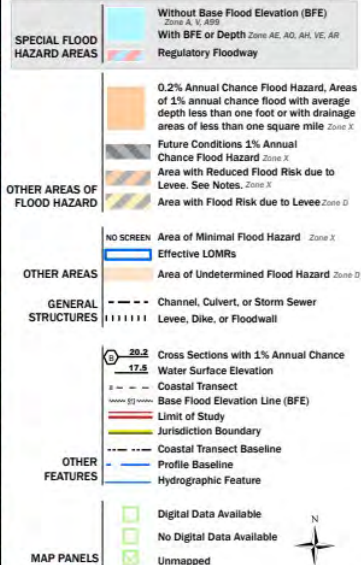 SPECIAL FLOOD
HAZARD AREAS
Without Base Flood Elevation (BFE)
Zone A, V, A99
With BFE or Depth Zone AE, AO, AH, VE, AR
Regulatory Floodway
OTHER AREAS OF
FLOOD HAZARD
0.2% Annual Chance Flood Hazard, Areas
of 1% annual chance flood with average
depth less than one foot or with drainage
areas of less than one square mile Zone X
Future Conditions 1% Annual
Chance Flood Hazard Zone X
Area with Reduced Flood Risk due to
Levee. See Notes. Zone X
Area with Flood Risk due to Levee Zone D
OTHER AREAS
NO SCREEN Area of Minimal Flood Hazard Zone X
Effective LOMRs
Area of Undetermined Flood Hazard Zone D
GENERAL
STRUCTURES
Channel, Culvert, or Storm Sewer
Levee, Dike, or Floodwall
OTHER
FEATURES
B 20.2 Cross Sections with 1% Annual Chance
17.5 Water Surface Elevation
Coastal Transect
Base Flood Elevation Line (BFE)
Limit of Study
Jurisdiction Boundary
Coastal Transect Baseline
Profile Baseline
Hydrographic Feature
MAP PANELS
Digital Data Available
No Digital Data Available
Unmapped
N